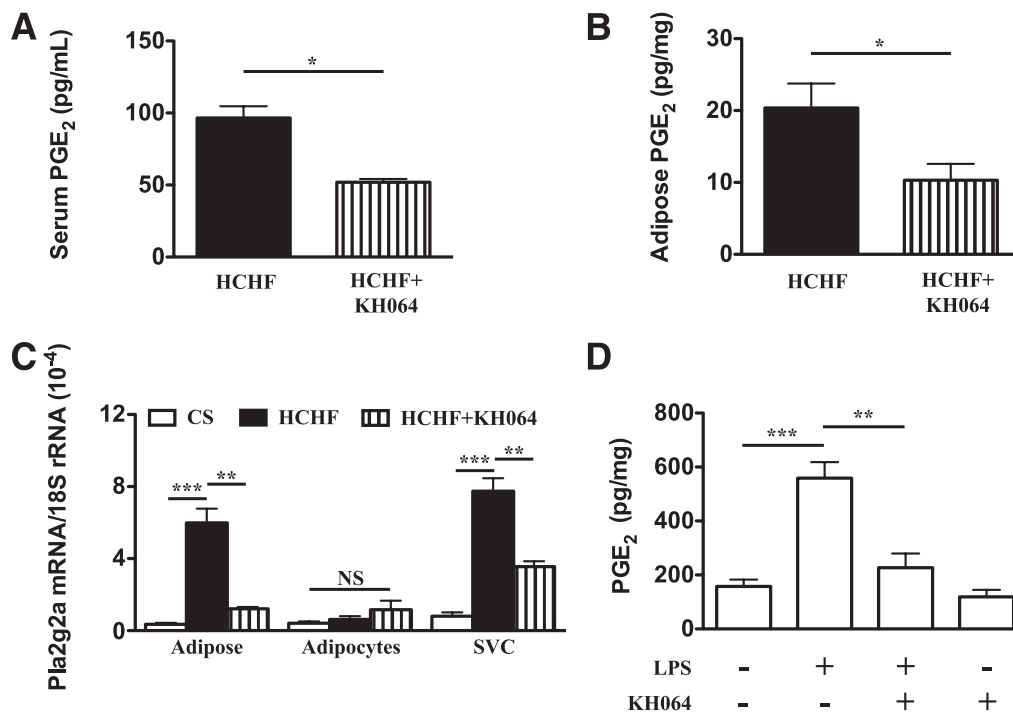 A
Serum PGE2 (pg/mL)
150
100
50
0
*
HCHF
HCHF+
KH064
B
Adipose PGE2 (pg/mg)
30
20
10
0
*
HCHF
HCHF+
KH064
C
Pla2g2a mRNA/18S rRNA (10-4)
12
8
4
0
CS HCHF HCHF+KH064
*** **
NS
*** **
Adipose Adipocytes SVC
D
PGE2 (pg/mg)
800
600
400
200
0
*** **
LPS - + + -
KH064 - - + +